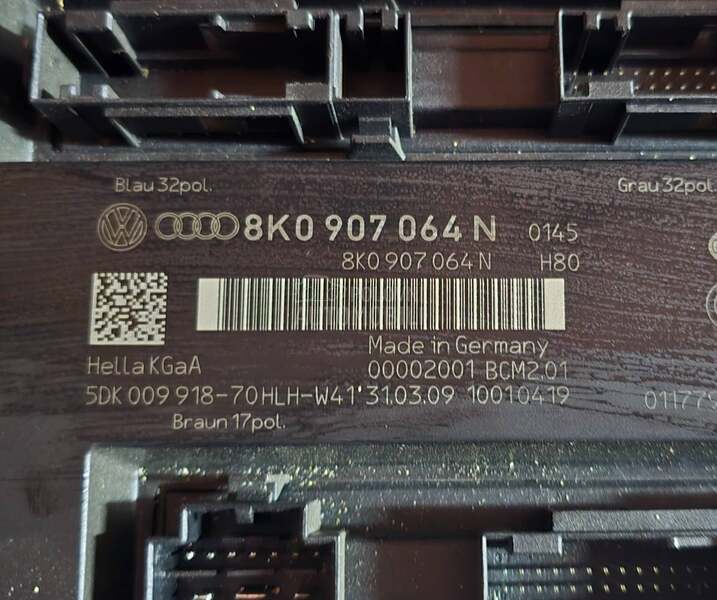 Blau 32pol.
Grau 32pol.
8K0 907 064 N 0145
8K0 907 064 N H80
Made in Germany
Hella KGaA
00002001 BCM2.01
5DK 009 918-70 HLH-W41' 31.03.09 10010419
01177
Braun 17pol.